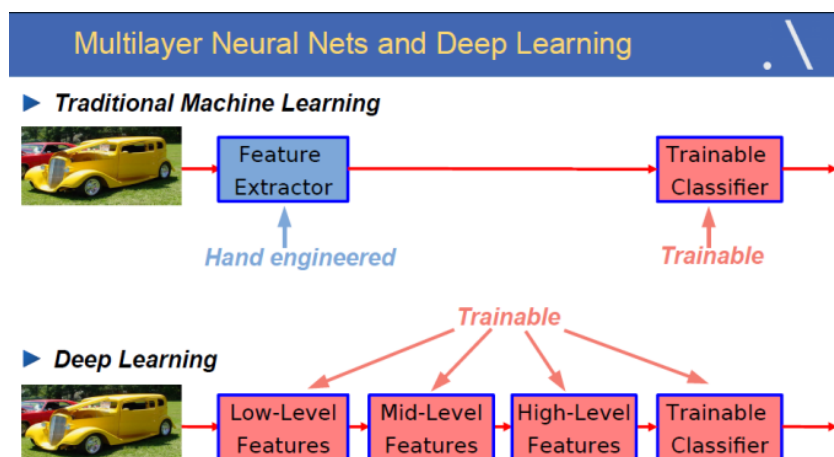 Multilayer Neural Nets and Deep Learning
Traditional Machine Learning
Feature
Extractor
Trainable
Classifier
Hand engineered
Trainable
Trainable
Deep Learning
Low-Level
Features
Mid-Level
Features
High-Level
Features
Trainable
Classifier